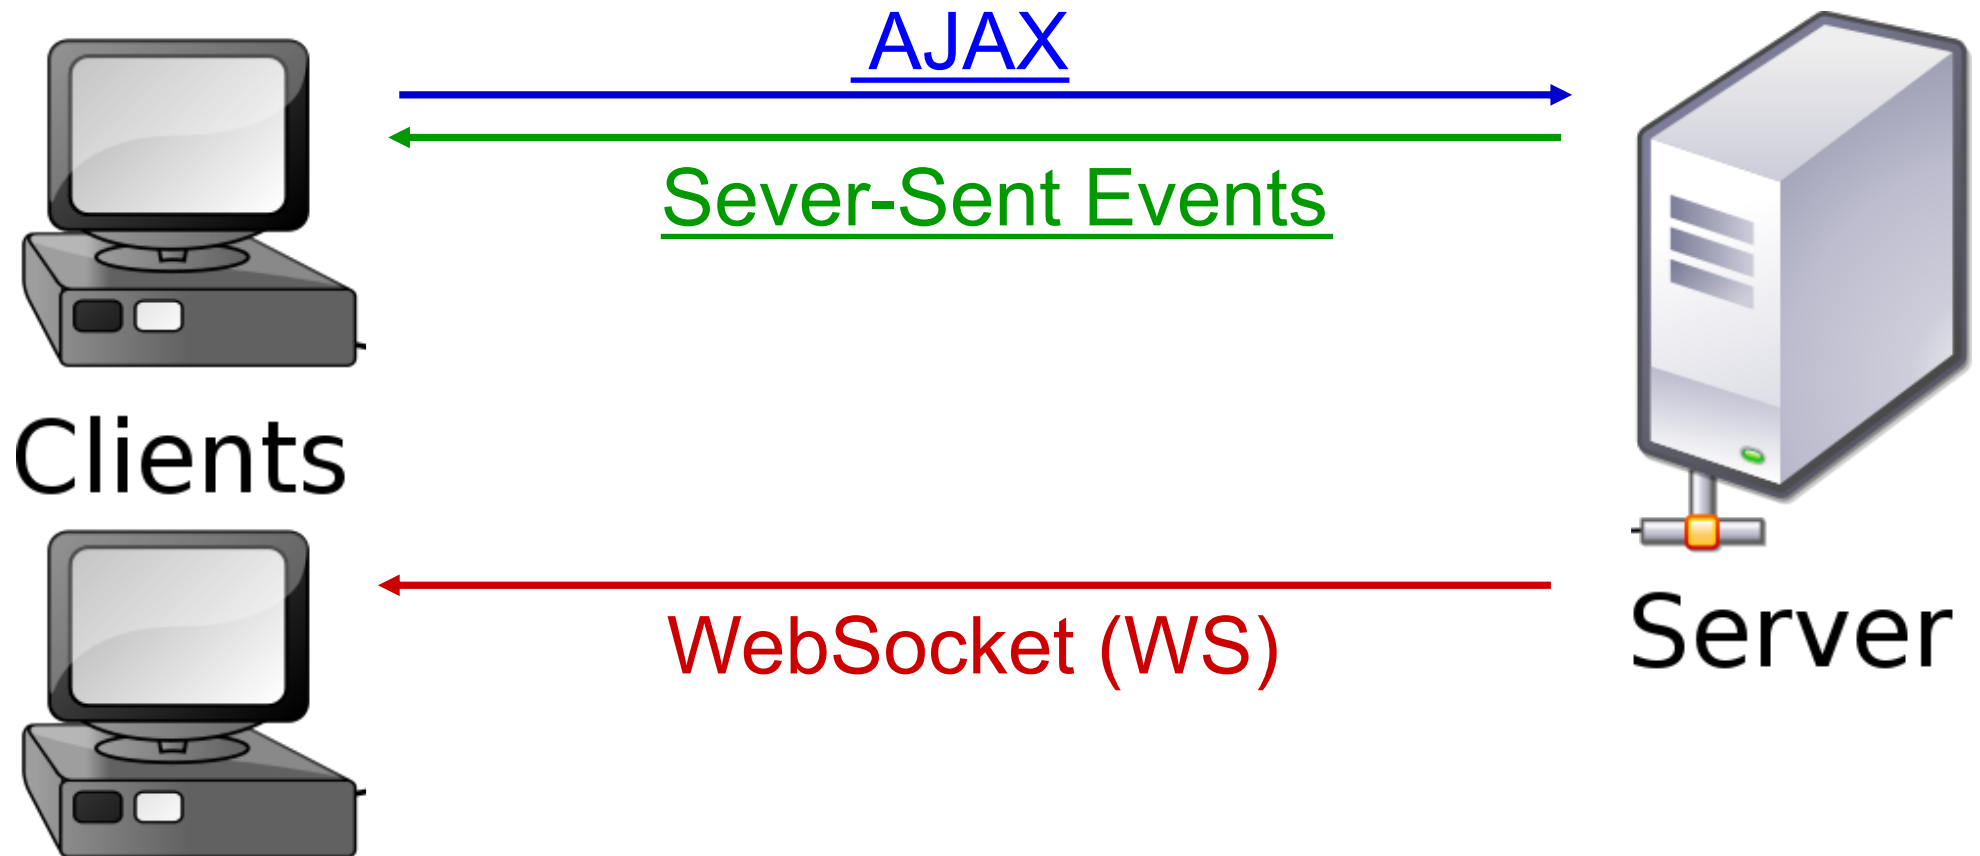 AJAX
Sever-Sent Events
Clients
WebSocket (WS)
Server